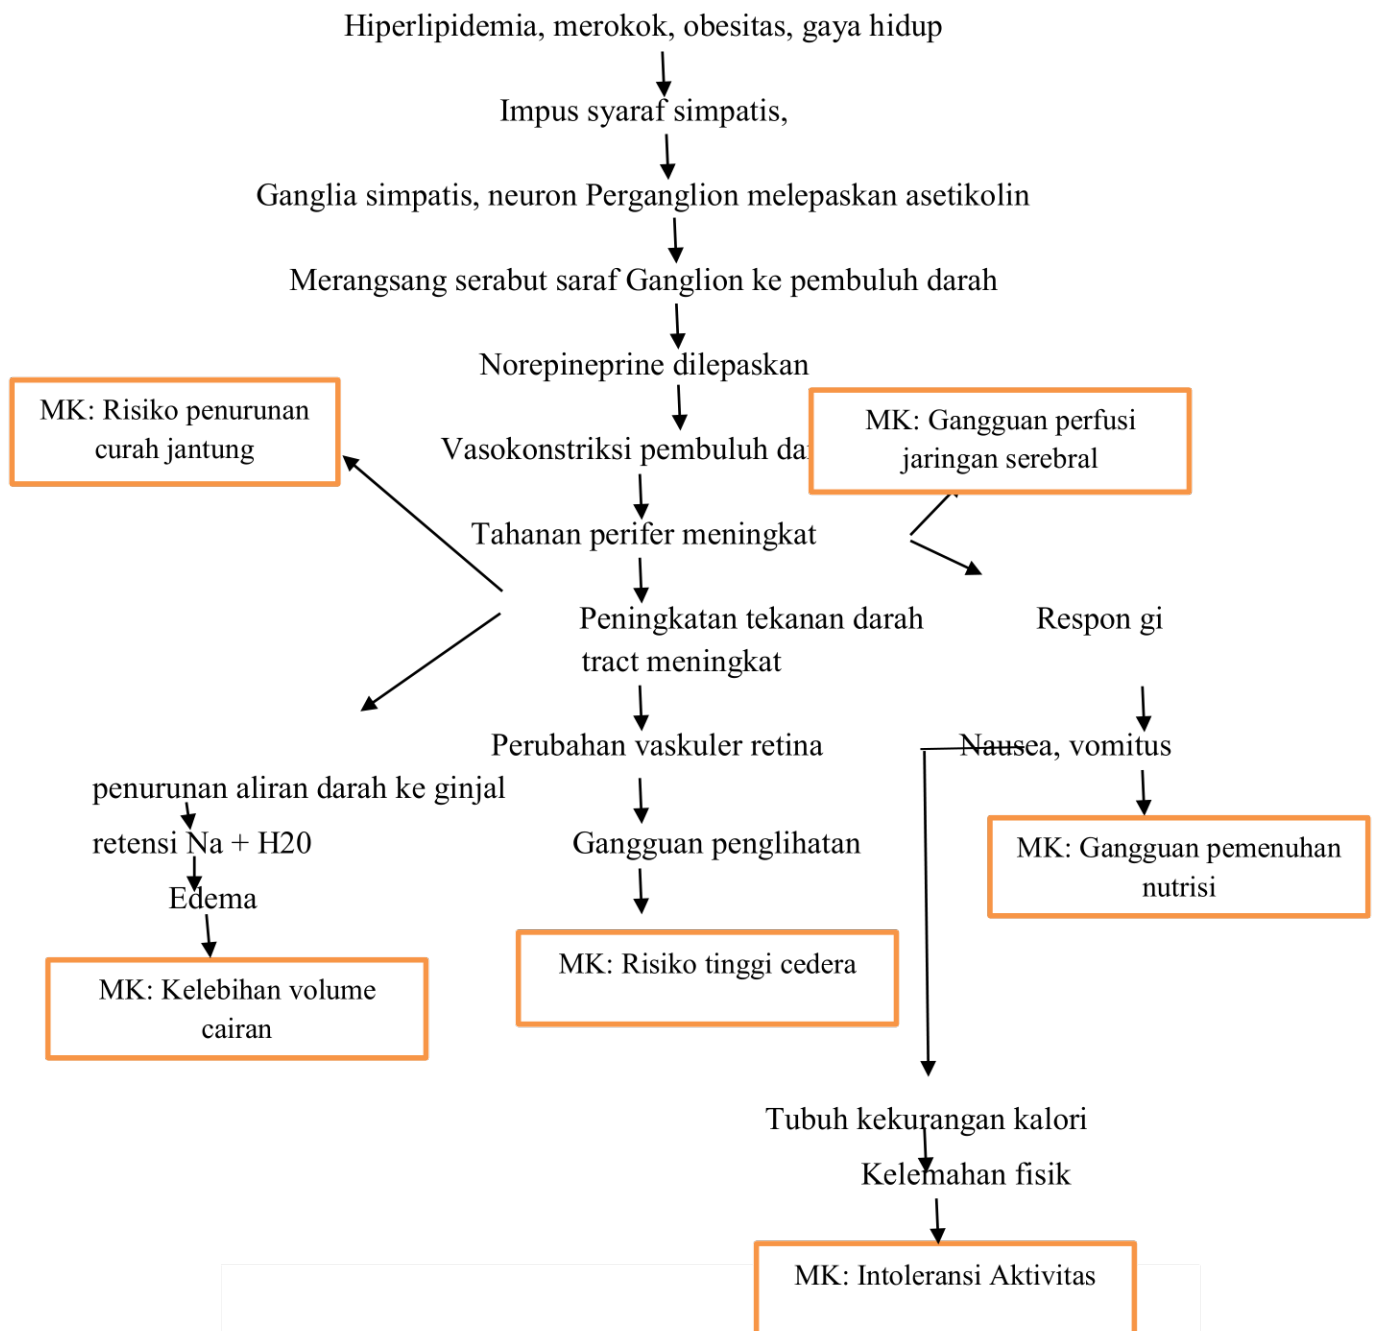 Hiperlipidemia, merokok, obesitas, gaya hidup
Impus syaraf simpatis,
Ganglia simpatis, neuron Perganglion melepaskan asetikolin
Merangsang serabut saraf Ganglion ke pembuluh darah
Norepineprine dilepaskan
MK: Risiko penurunan
curah jantung
MK: Gangguan perfusi
jaringan serebral
Vasokonstriksi pembuluh da
Tahanan perifer meningkat
Peningkatan tekanan darah
Respon gi
tract meningkat
Perubahan vaskuler retina
Nausea, vomitus
penurunan aliran darah ke ginjal
retensi Na + H20
Gangguan penglihatan
MK: Gangguan pemenuhan
nutrisi
Edema
MK: Risiko tinggi cedera
MK: Kelebihan volume
cairan
Tubuh kekurangan kalori
Kelemahan fisik
MK: Intoleransi Aktivitas